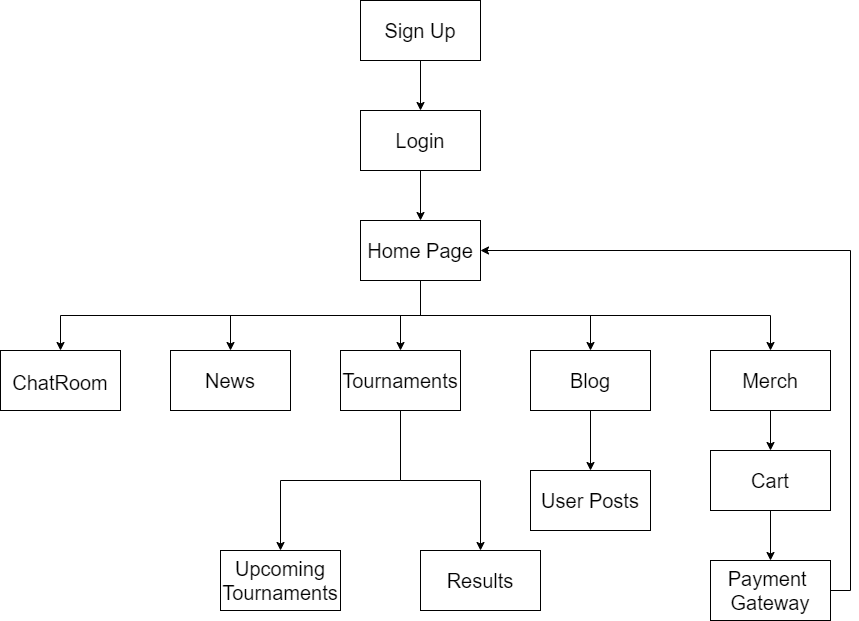 Sign Up
Login
Home Page
ChatRoom
News
Tournaments
Blog
Merch
User Posts
Cart
Upcoming
Tournaments
Results
Payment
Gateway